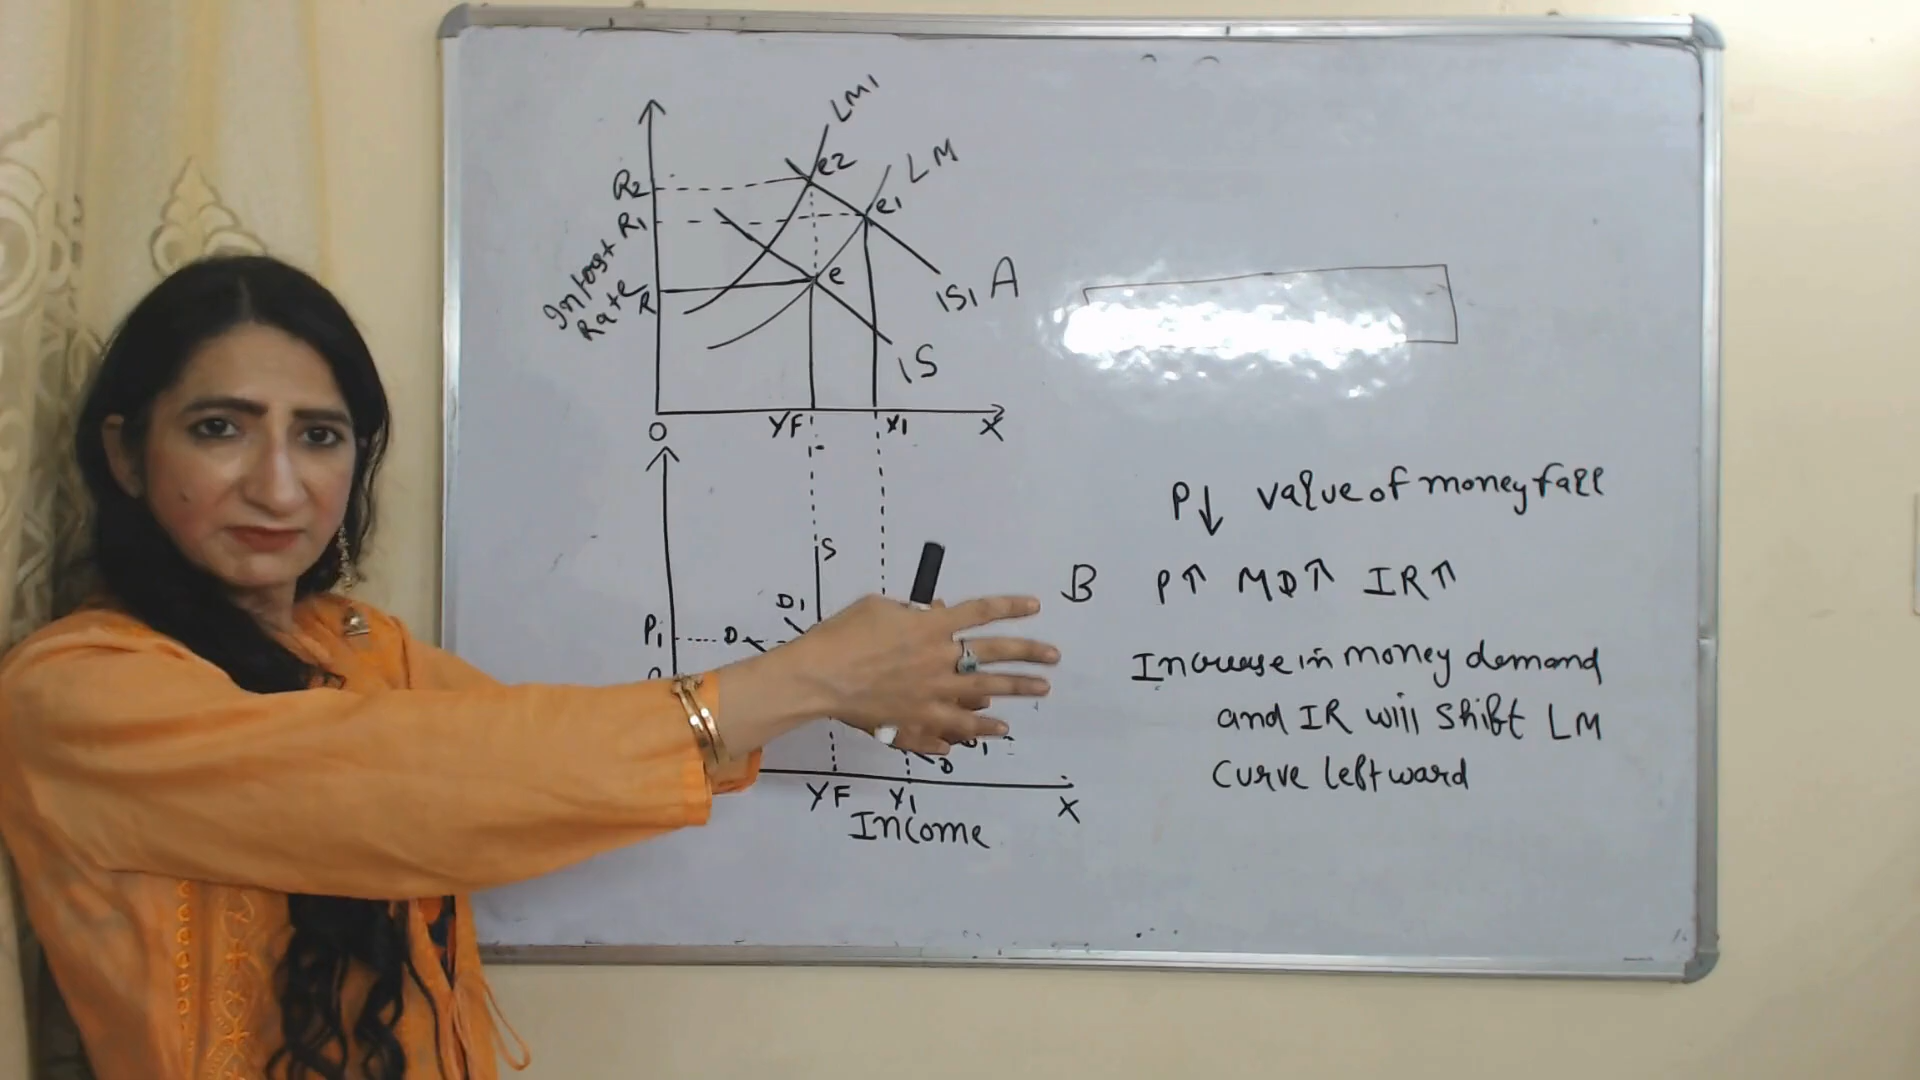 LM1
LM
e2
R2
e1
R1
Rate
R
e
IS1 A
IS
O
YF
Y1
X
P↓ value of money fall
S
B P↑ MD↑ IR↑
D1
P1
D
Increase in money demand
and IR will shift LM
curve leftward
D
YF
Y1
X
Income